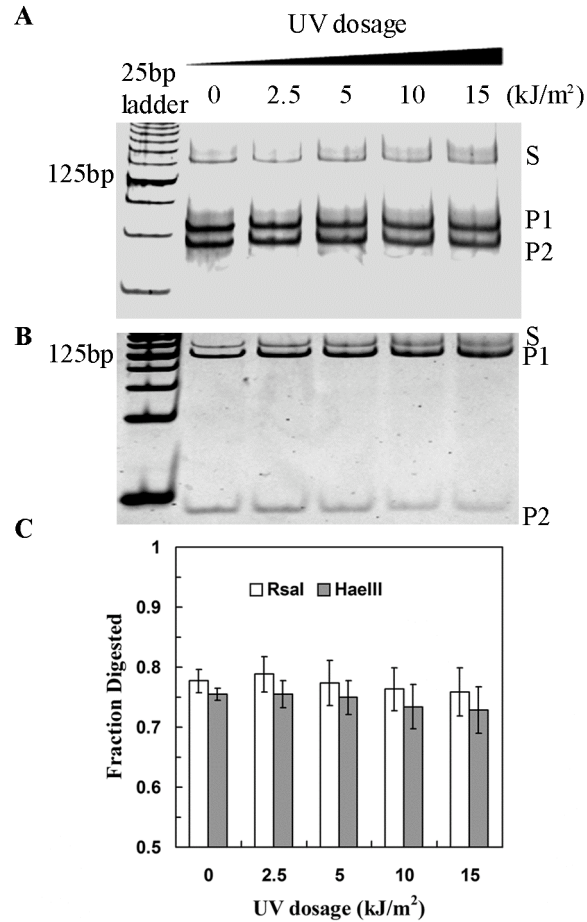 A
UV dosage
25bp
ladder
0 2.5 5 10 15 (kJ/m²)
125bp
S
P1
P2
B
125bp
S
P1
P2
C
1
0.9
0.8
0.7
0.6
0.5
Fraction Digested
RsaI HaeIII
0 2.5 5 10 15
UV dosage (kJ/m²)